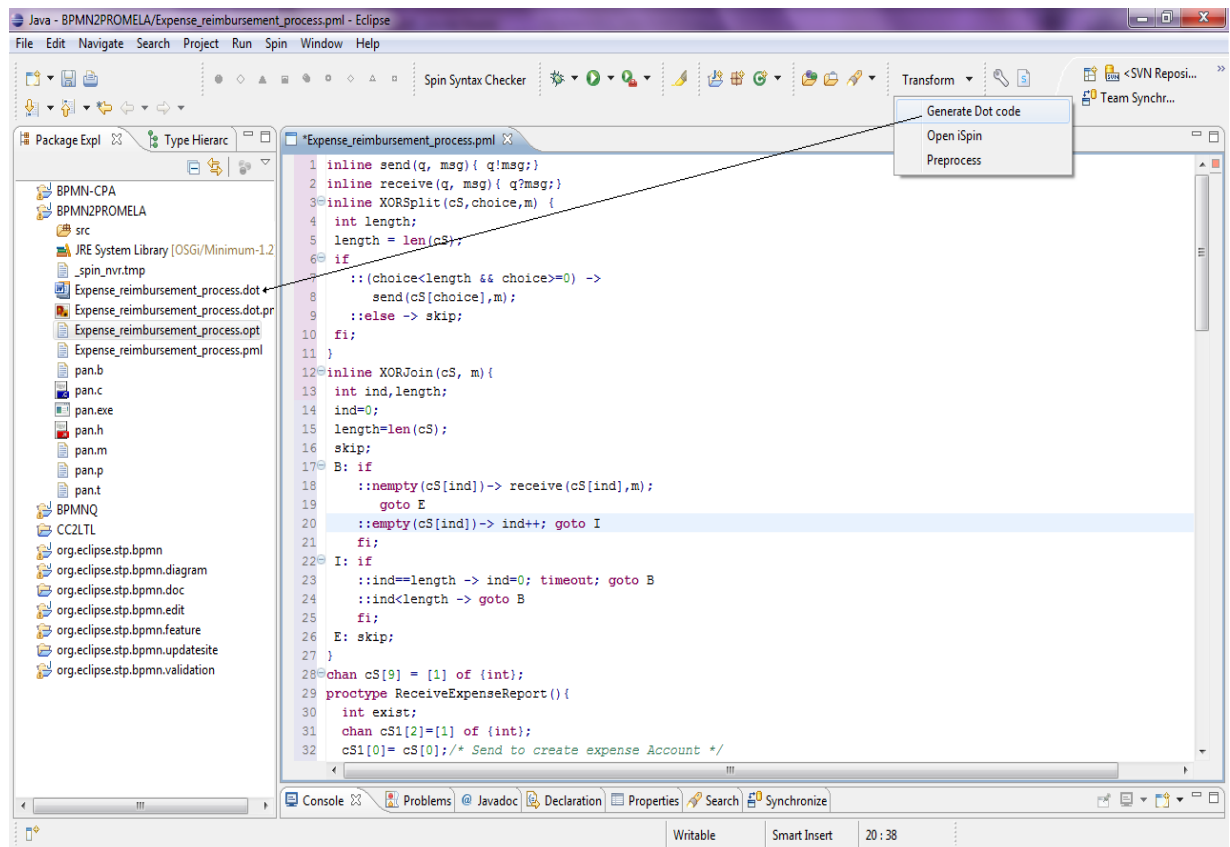 Java - BPMN2PROMELA/Expense_reimbursement_process.pml - Eclipse
File Edit Navigate Search Project Run Spin Window Help
Spin Syntax Checker
Transform
<SVN Reposi...
»
Team Synchr...
Generate Dot code
Open iSpin
Preprocess
Package Expl
Type Hierarc
*Expense_reimbursement_process.pml
BPMN-CPA
BPMN2PROMELA
src
JRE System Library [OSGi/Minimum-1.2
_spin_nvr.tmp
Expense_reimbursement_process.dot
Expense_reimbursement_process.dot.pr
Expense_reimbursement_process.opt
Expense_reimbursement_process.pml
pan.b
pan.c
pan.exe
pan.h
pan.m
pan.p
pan.t
BPMNQ
CC2LTL
org.eclipse.stp.bpmn
org.eclipse.stp.bpmn.diagram
org.eclipse.stp.bpmn.doc
org.eclipse.stp.bpmn.edit
org.eclipse.stp.bpmn.feature
org.eclipse.stp.bpmn.updatesite
org.eclipse.stp.bpmn.validation
1 inline send(q, msg){ q!msg;}
2 inline receive(q, msg){ q?msg;}
3 inline XORSplit(cS,choice,m) {
4 int length;
5 length = len(cS);
6 if
7 ::(choice<length && choice>=0) ->
8 send(cS[choice],m);
9 ::else -> skip;
10 fi;
11 }
12 inline XORJoin(cS, m){
13 int ind,length;
14 ind=0;
15 length=len(cS);
16 skip;
17 B: if
18 ::nempty(cS[ind])-> receive(cS[ind],m);
19 goto E
20 ::empty(cS[ind])-> ind++; goto I
21 fi;
22 I: if
23 ::ind==length -> ind=0; timeout; goto B
24 ::ind<length -> goto B
25 fi;
26 E: skip;
27 }
28 chan cS[9] = [1] of {int};
29 proctype ReceiveExpenseReport(){
30 int exist;
31 chan cS1[2]=[1] of {int};
32 cS1[0]= cS[0];/* Send to create expense Account */
Console Problems @ Javadoc Declaration Properties Search Synchronize
Writable Smart Insert 20 : 38